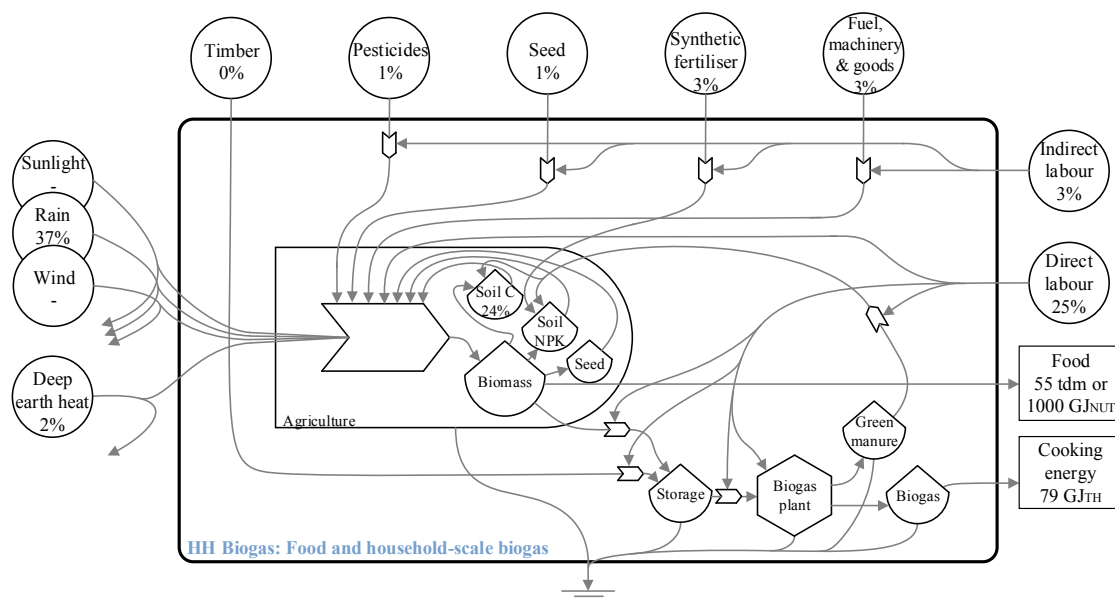 Timber
0%
Pesticides
1%
Seed
1%
Synthetic
fertiliser
3%
Fuel,
machinery
& goods
3%
Sunlight
-
Rain
37%
Wind
-
Deep
earth heat
2%
Indirect
labour
3%
Direct
labour
25%
Soil C
24%
Soil
NPK
Seed
Biomass
Agriculture
Food
55 tdm or
1000 GJNUT
Green
manure
Cooking
energy
79 GJTH
Storage
Biogas
plant
Biogas
HH Biogas: Food and household-scale biogas